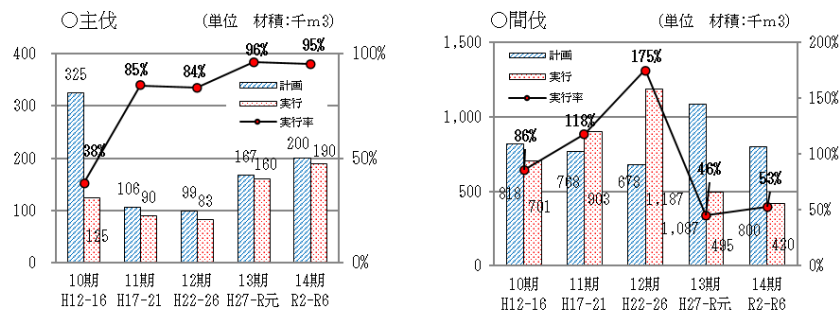 ○主伐 (単位 材積:千m3)
400 100%
300
200 50%
100
0 0%
計画
実行
実行率
325 106 99 167 200
125 90 83 160 190
38% 85% 84% 96% 95%
10期 11期 12期 13期 14期
H12-16 H17-21 H22-26 H27-R元 R2-R6
○間伐 (単位 材積:千m3)
1,500 200%
150%
1,000
100%
500
50%
0 0%
計画
実行
実行率
818 768 678 1,087 800
701 903 1,187 495 420
86% 118% 175% 46% 53%
10期 11期 12期 13期 14期
H12-16 H17-21 H22-26 H27-R元 R2-R6